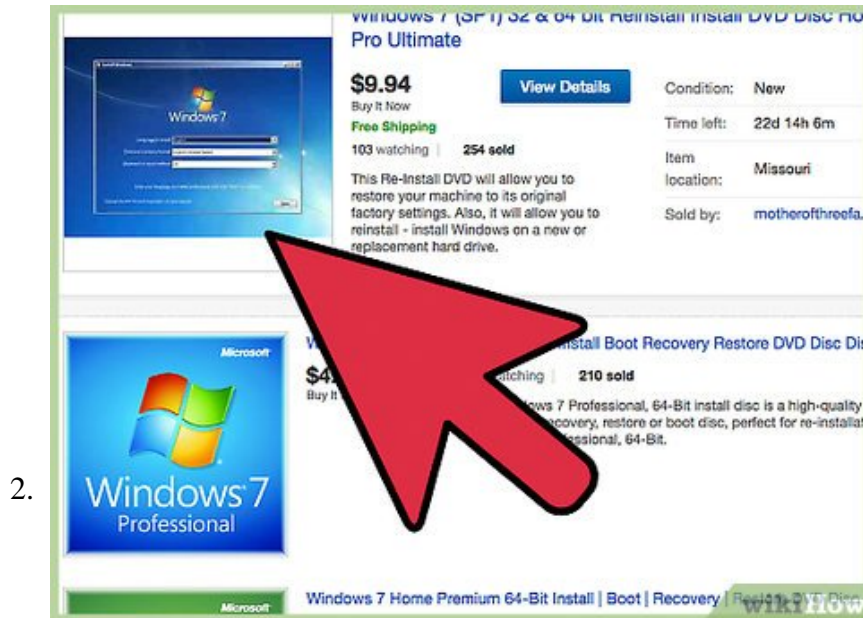 Windows 7 (SP1) 32 & 64 bit Reinstall Install DVD Disc Ho
Pro Ultimate
Windows 7
$9.94
View Details
Condition: New
Buy It Now
Free Shipping
Time left: 22d 14h 6m
103 watching | 254 sold
Item
location: Missouri
This Re-Install DVD will allow you to
restore your machine to its original
factory settings. Also, it will allow you to
reinstall - install Windows on a new or
replacement hard drive.
Sold by: motherofthreefa.
Microsoft
Windows 7
Professional
Install Boot Recovery Restore DVD Disc Di
$4
Buy It
210 sold
7 Professional, 64-Bit install disc is a high-quality
recovery, restore or boot disc, perfect for re-installa
64-Bit.
2.
Microsoft
Windows 7 Home Premium 64-Bit Install | Boot | Recovery | Restore DVD Disc
wikiHow